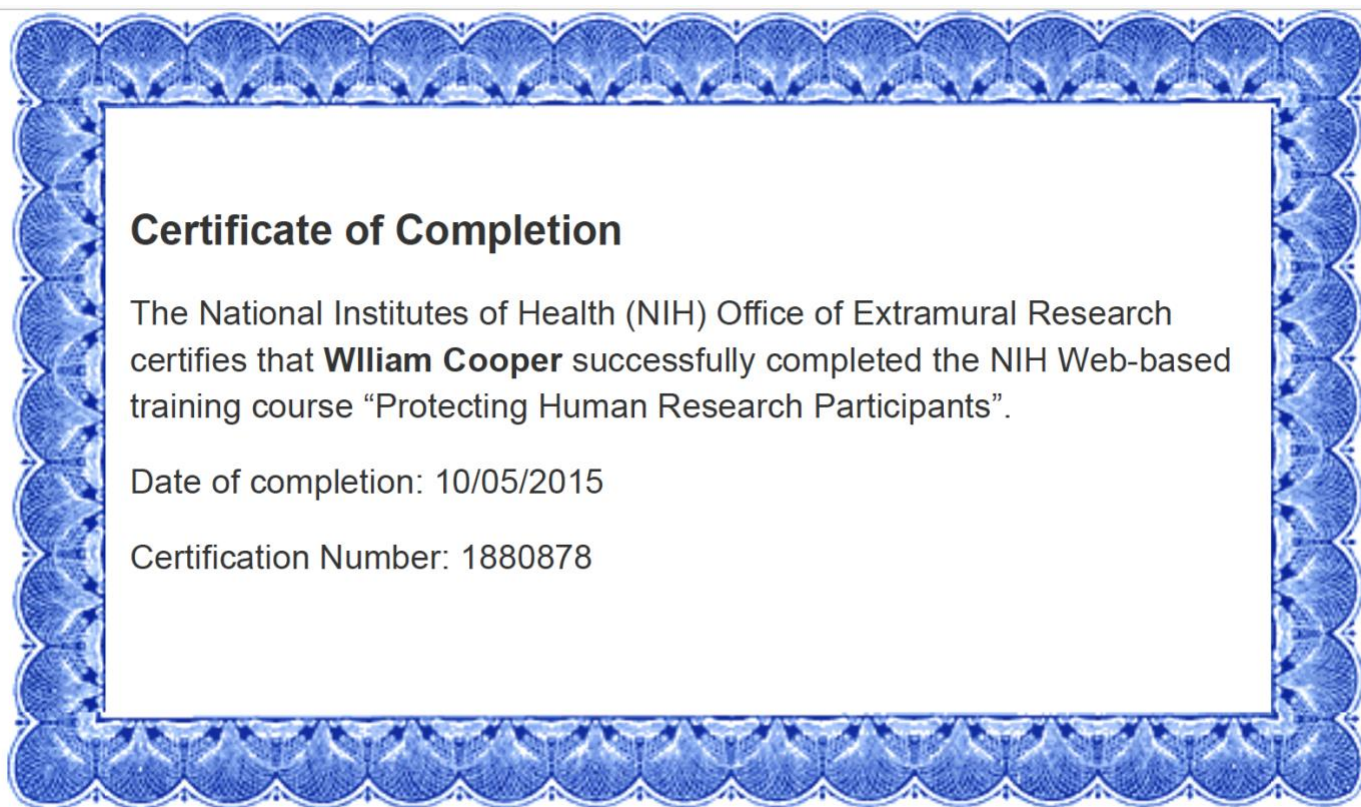 Certificate of Completion
The National Institutes of Health (NIH) Office of Extramural Research
certifies that WIliam Cooper successfully completed the NIH Web-based
training course “Protecting Human Research Participants”.
Date of completion: 10/05/2015
Certification Number: 1880878